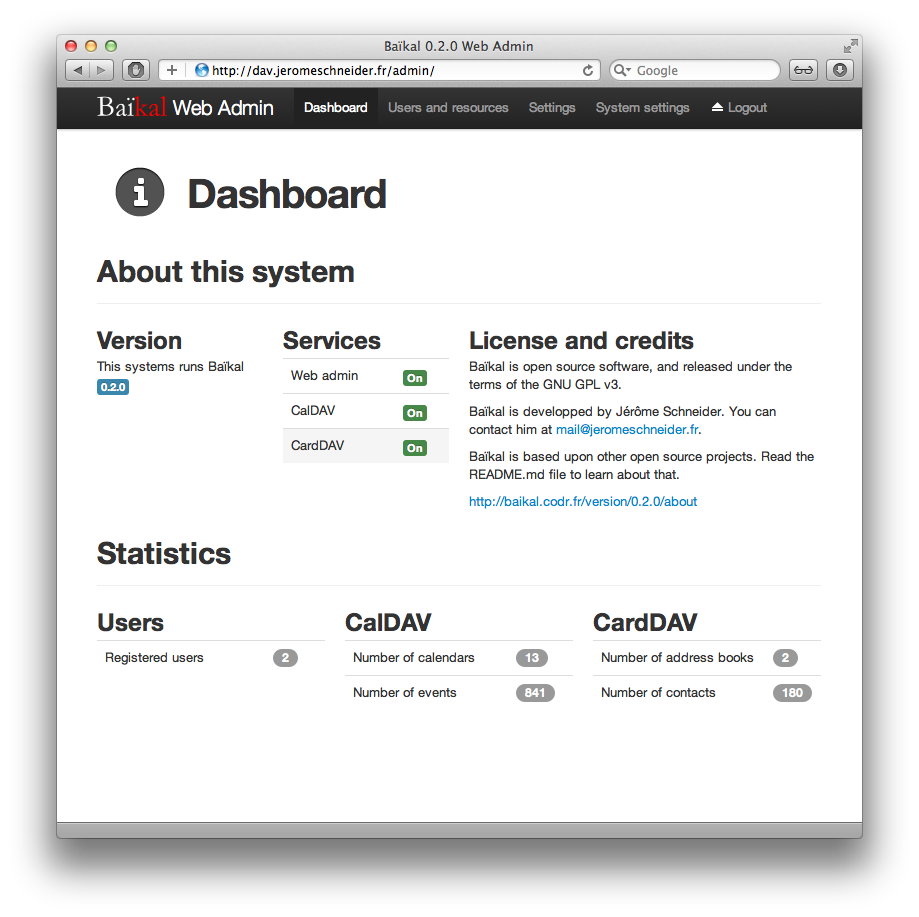 Baïkal 0.2.0 Web Admin
http://dav.jeromeschneider.fr/admin/
Google
Baïkal Web Admin Dashboard Users and resources Settings System settings Logout
Dashboard
About this system
Version
This systems runs Baïkal
0.2.0
Services
Web admin On
CalDAV On
CardDAV On
License and credits
Baïkal is open source software, and released under the
terms of the GNU GPL v3.
Baïkal is developped by Jérôme Schneider. You can
contact him at mail@jeromeschneider.fr.
Baïkal is based upon other open source projects. Read the
README.md file to learn about that.
http://baikal.codr.fr/version/0.2.0/about
Statistics
Users
Registered users 2
CalDAV
Number of calendars 13
Number of events 841
CardDAV
Number of address books 2
Number of contacts 180